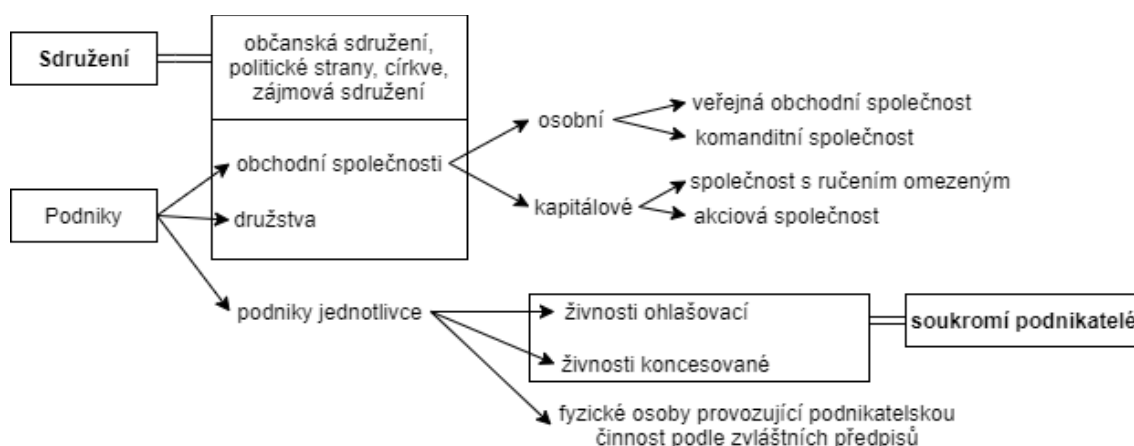 Sdružení
občanská sdružení,
politické strany, církve,
zájmová sdružení
osobní
veřejná obchodní společnost
komanditní společnost
obchodní společnosti
kapitálové
společnost s ručením omezeným
akciová společnost
Podniky
družstva
podniky jednotlivce
živnosti ohlašovací
soukromí podnikatelé
živnosti koncesované
fyzické osoby provozující podnikatelskou
činnost podle zvláštních předpisů